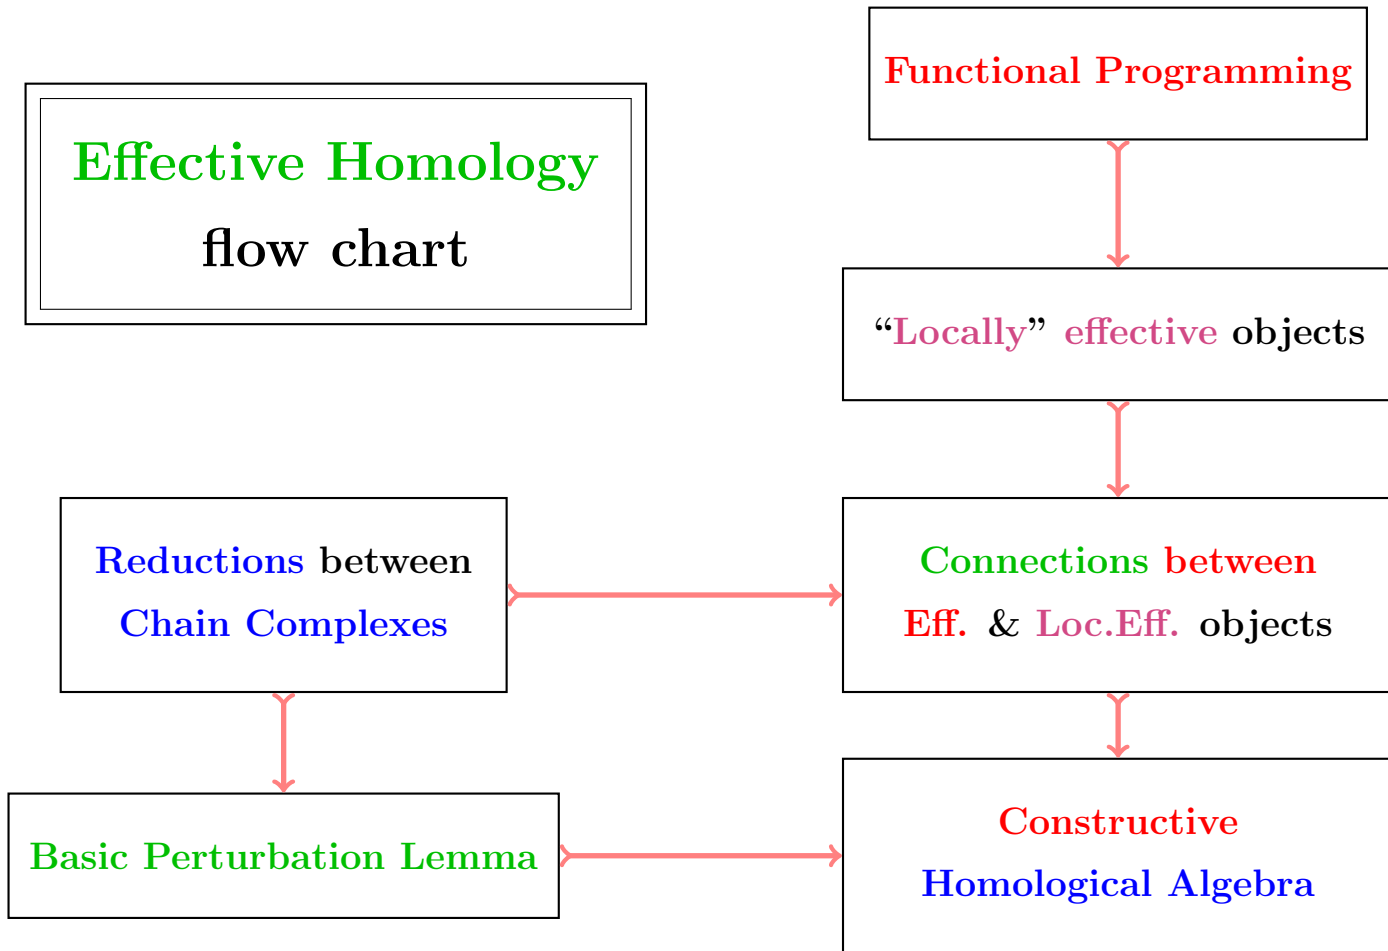 Effective Homology
flow chart
Functional Programming
“Locally” effective objects
Reductions between
Chain Complexes
Connections between
Eff. & Loc.Eff. objects
Basic Perturbation Lemma
Constructive
Homological Algebra